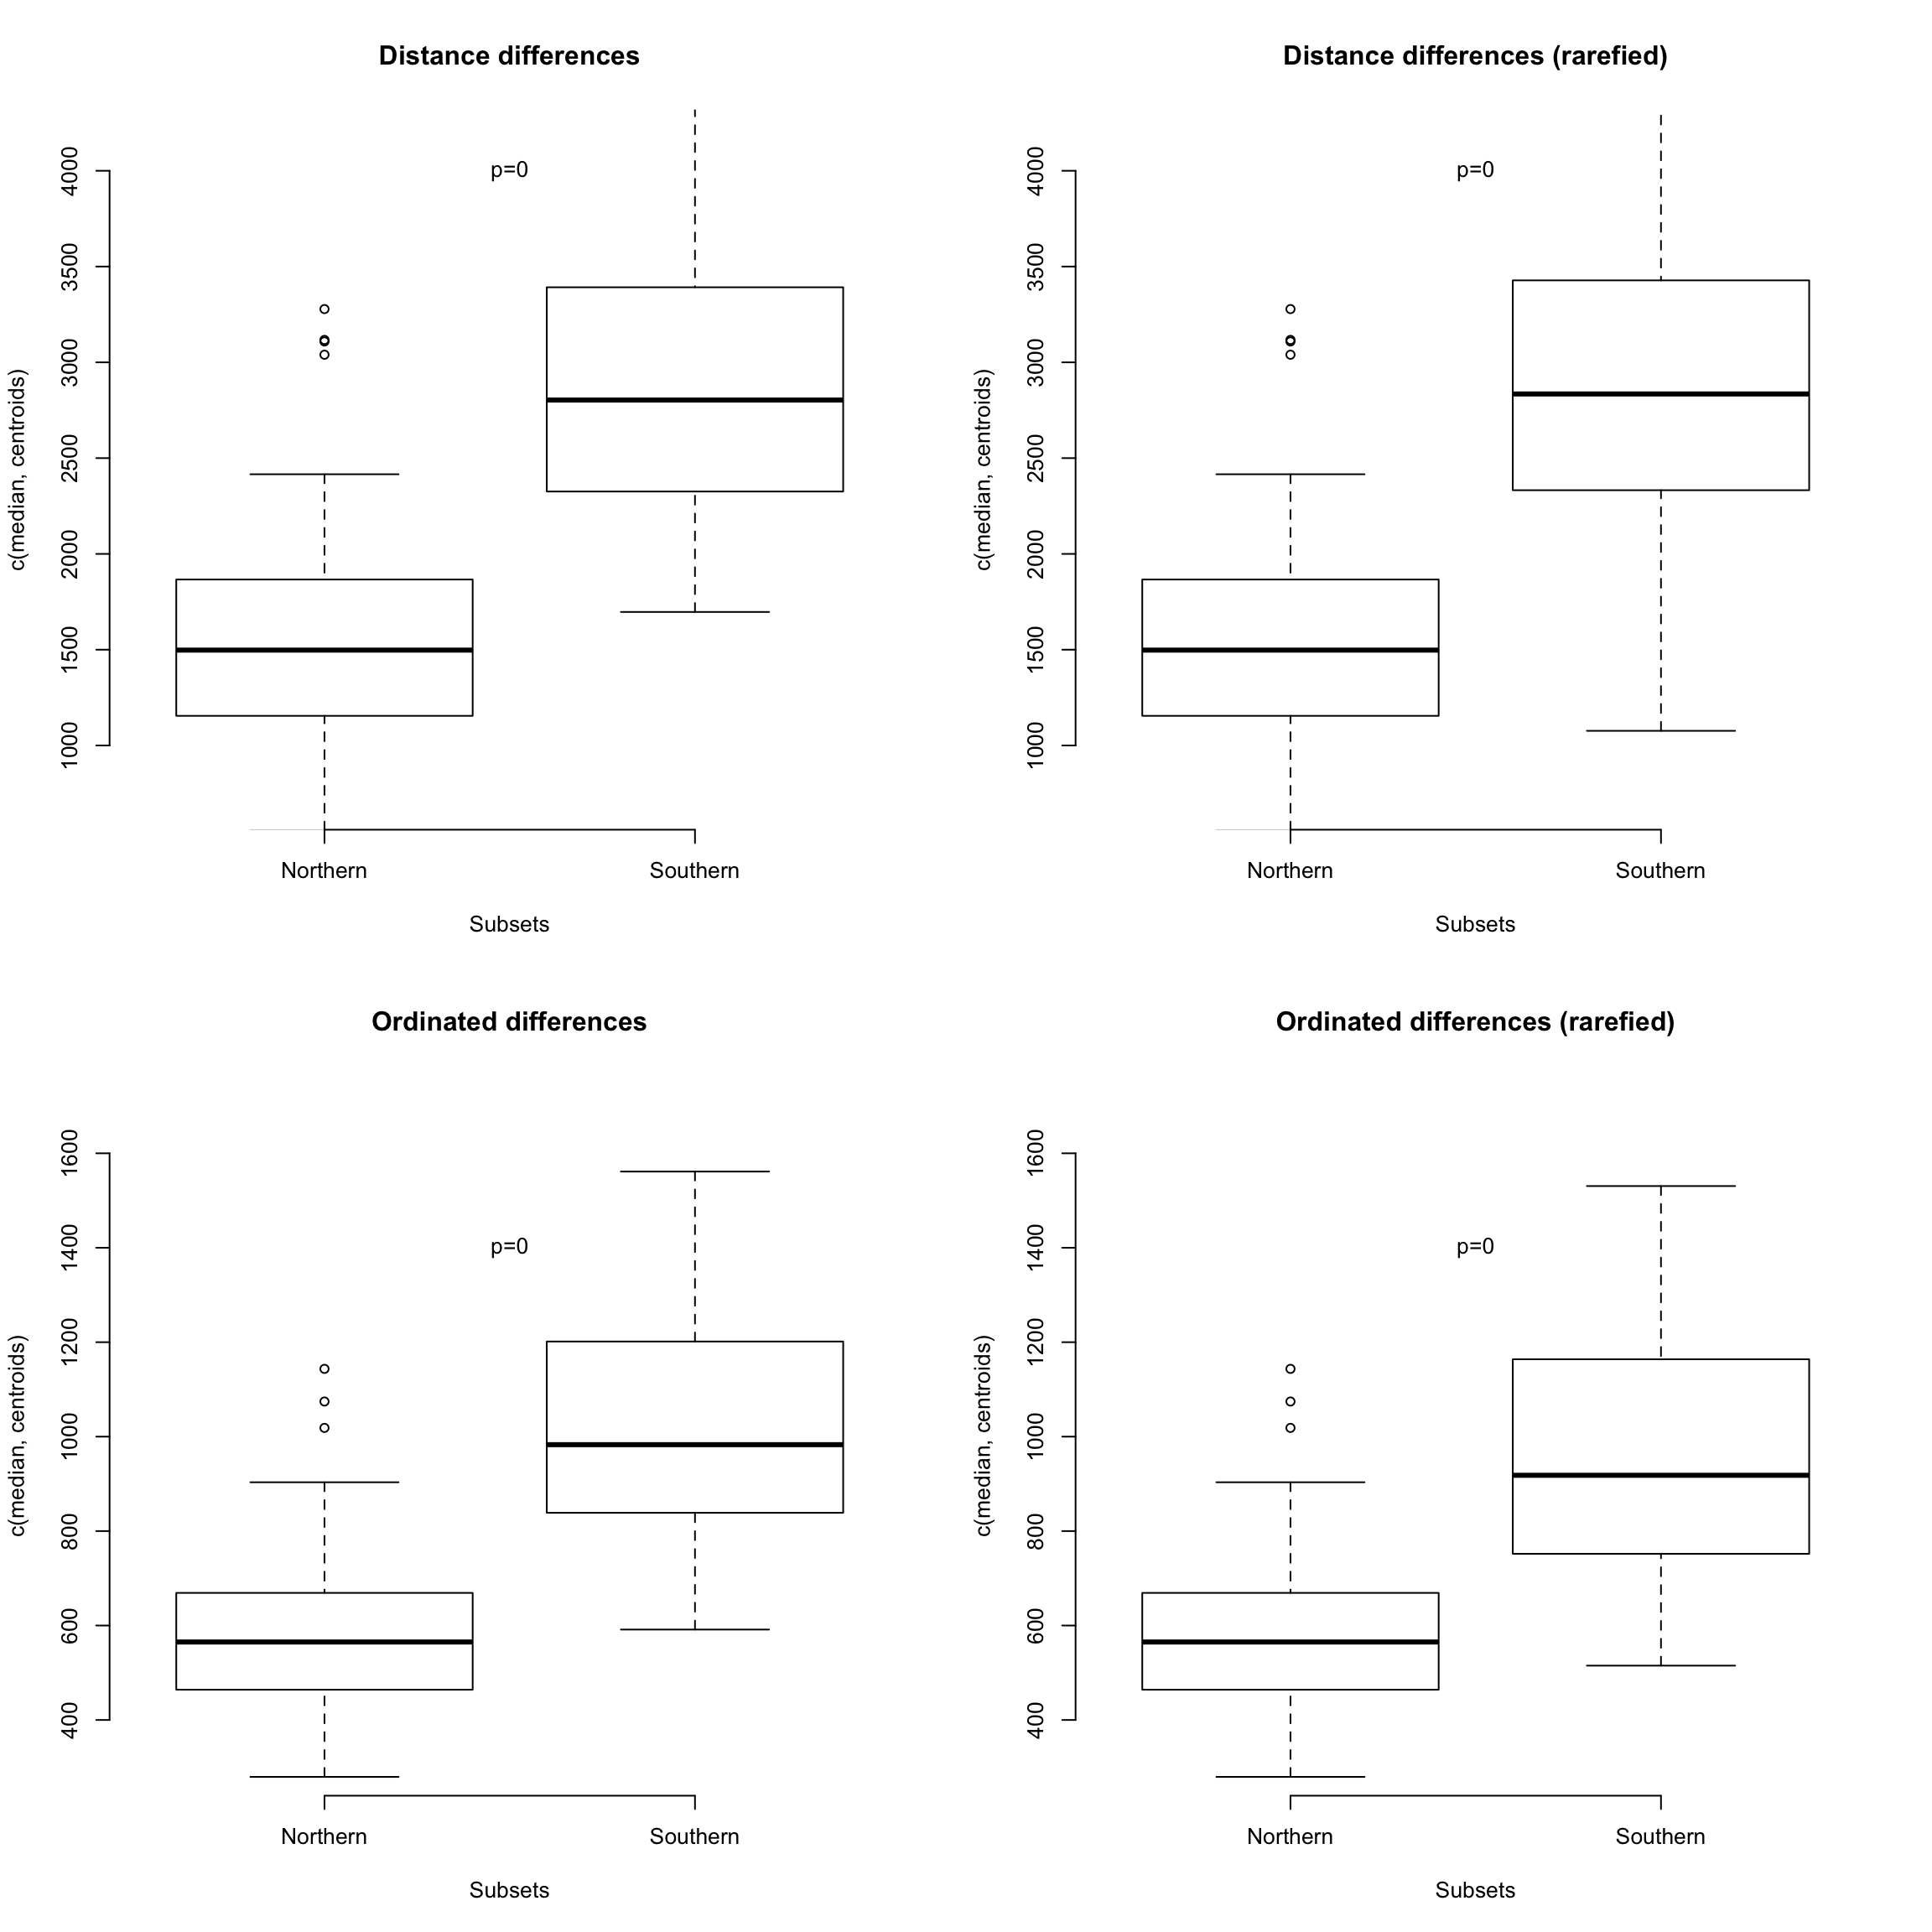 Distance differences
p=0
c(median, centroids)
4000
3500
3000
2500
2000
1500
1000
Northern Southern
Subsets
Distance differences (rarefied)
p=0
c(median, centroids)
4000
3500
3000
2500
2000
1500
1000
Northern Southern
Subsets
Ordinated differences
p=0
c(median, centroids)
1600
1400
1200
1000
800
600
400
Northern Southern
Subsets
Ordinated differences (rarefied)
p=0
c(median, centroids)
1600
1400
1200
1000
800
600
400
Northern Southern
Subsets